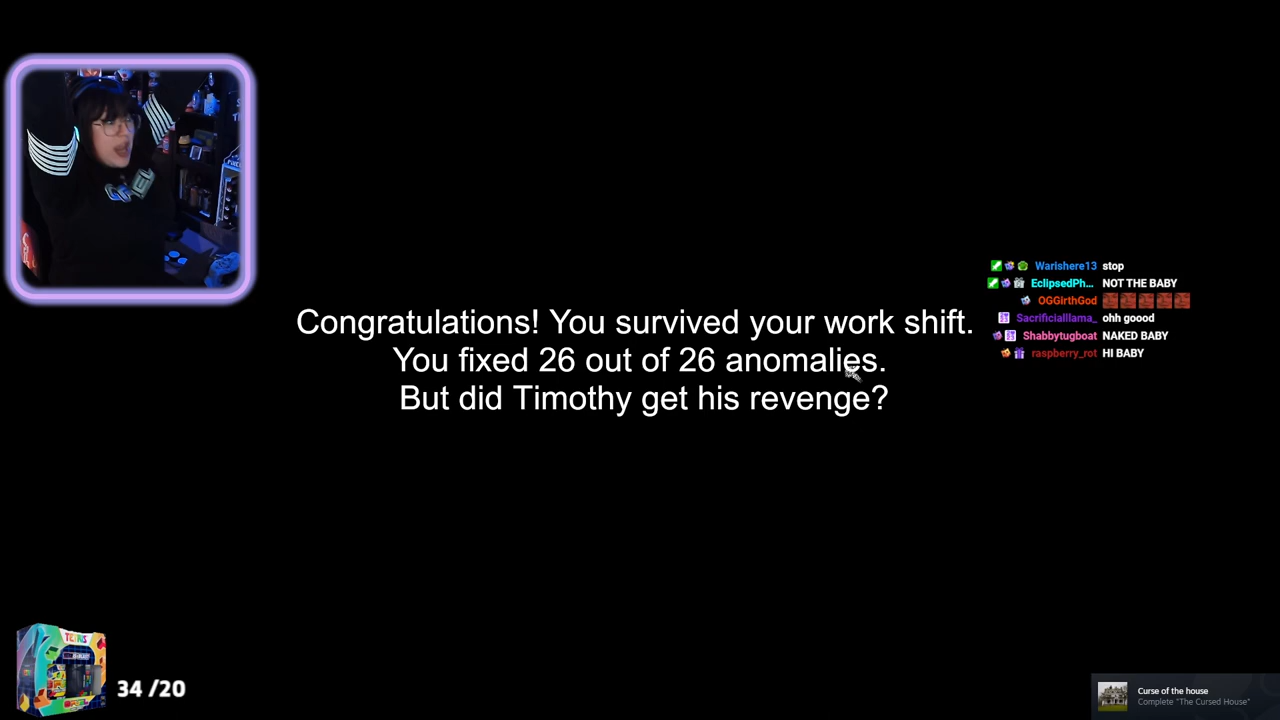 Congratulations! You survived your work shift.
You fixed 26 out of 26 anomalies.
But did Timothy get his revenge?
Warishere13 stop
EclipsedPh... NOT THE BABY
OGGirthGod
Sacrificialllama_ ohh goood
Shabbytugboat NAKED BABY
raspberry_rot HI BABY
TETRIS
34 /20
Curse of the house
Complete "The Cursed House"